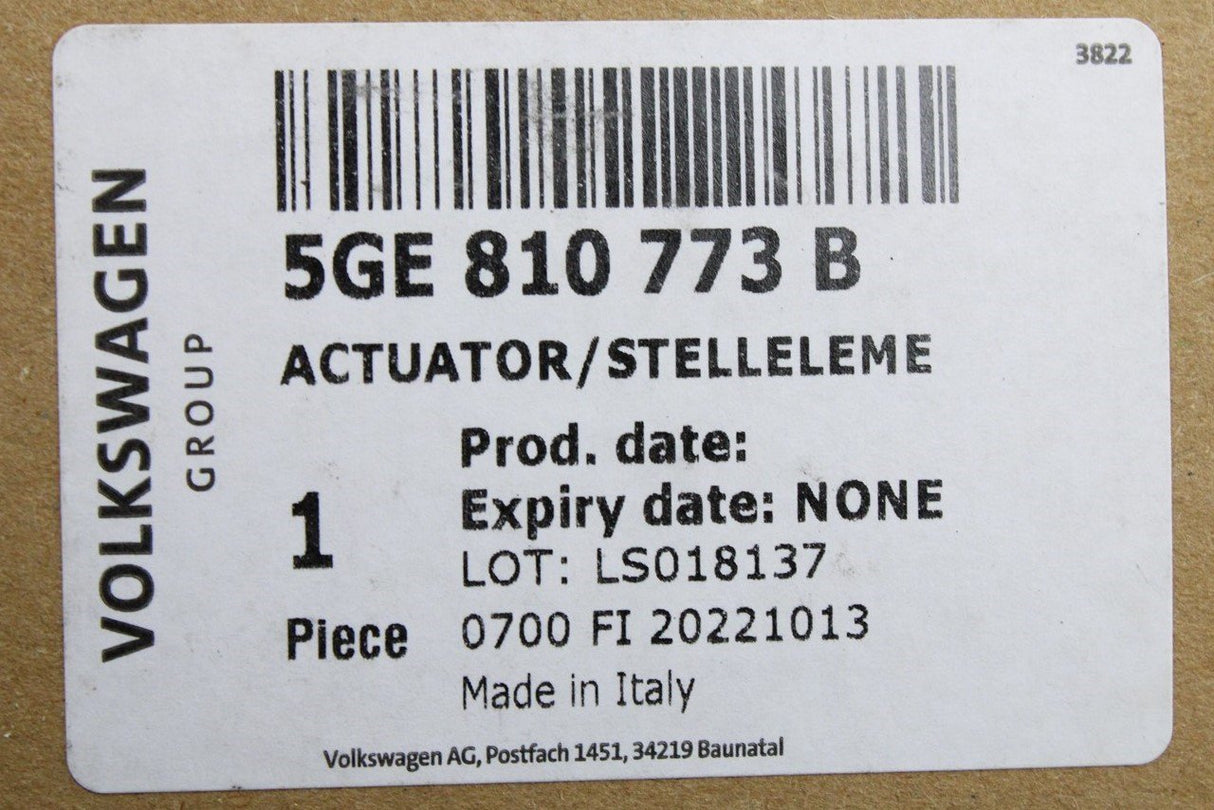 3822
VOLKSWAGEN
GROUP
5GE 810 773 B
ACTUATOR/STELLELEME
Prod. date:
Expiry date: NONE
LOT: LS018137
1
Piece
0700 FI 20221013
Made in Italy
Volkswagen AG, Postfach 1451, 34219 Baunatal